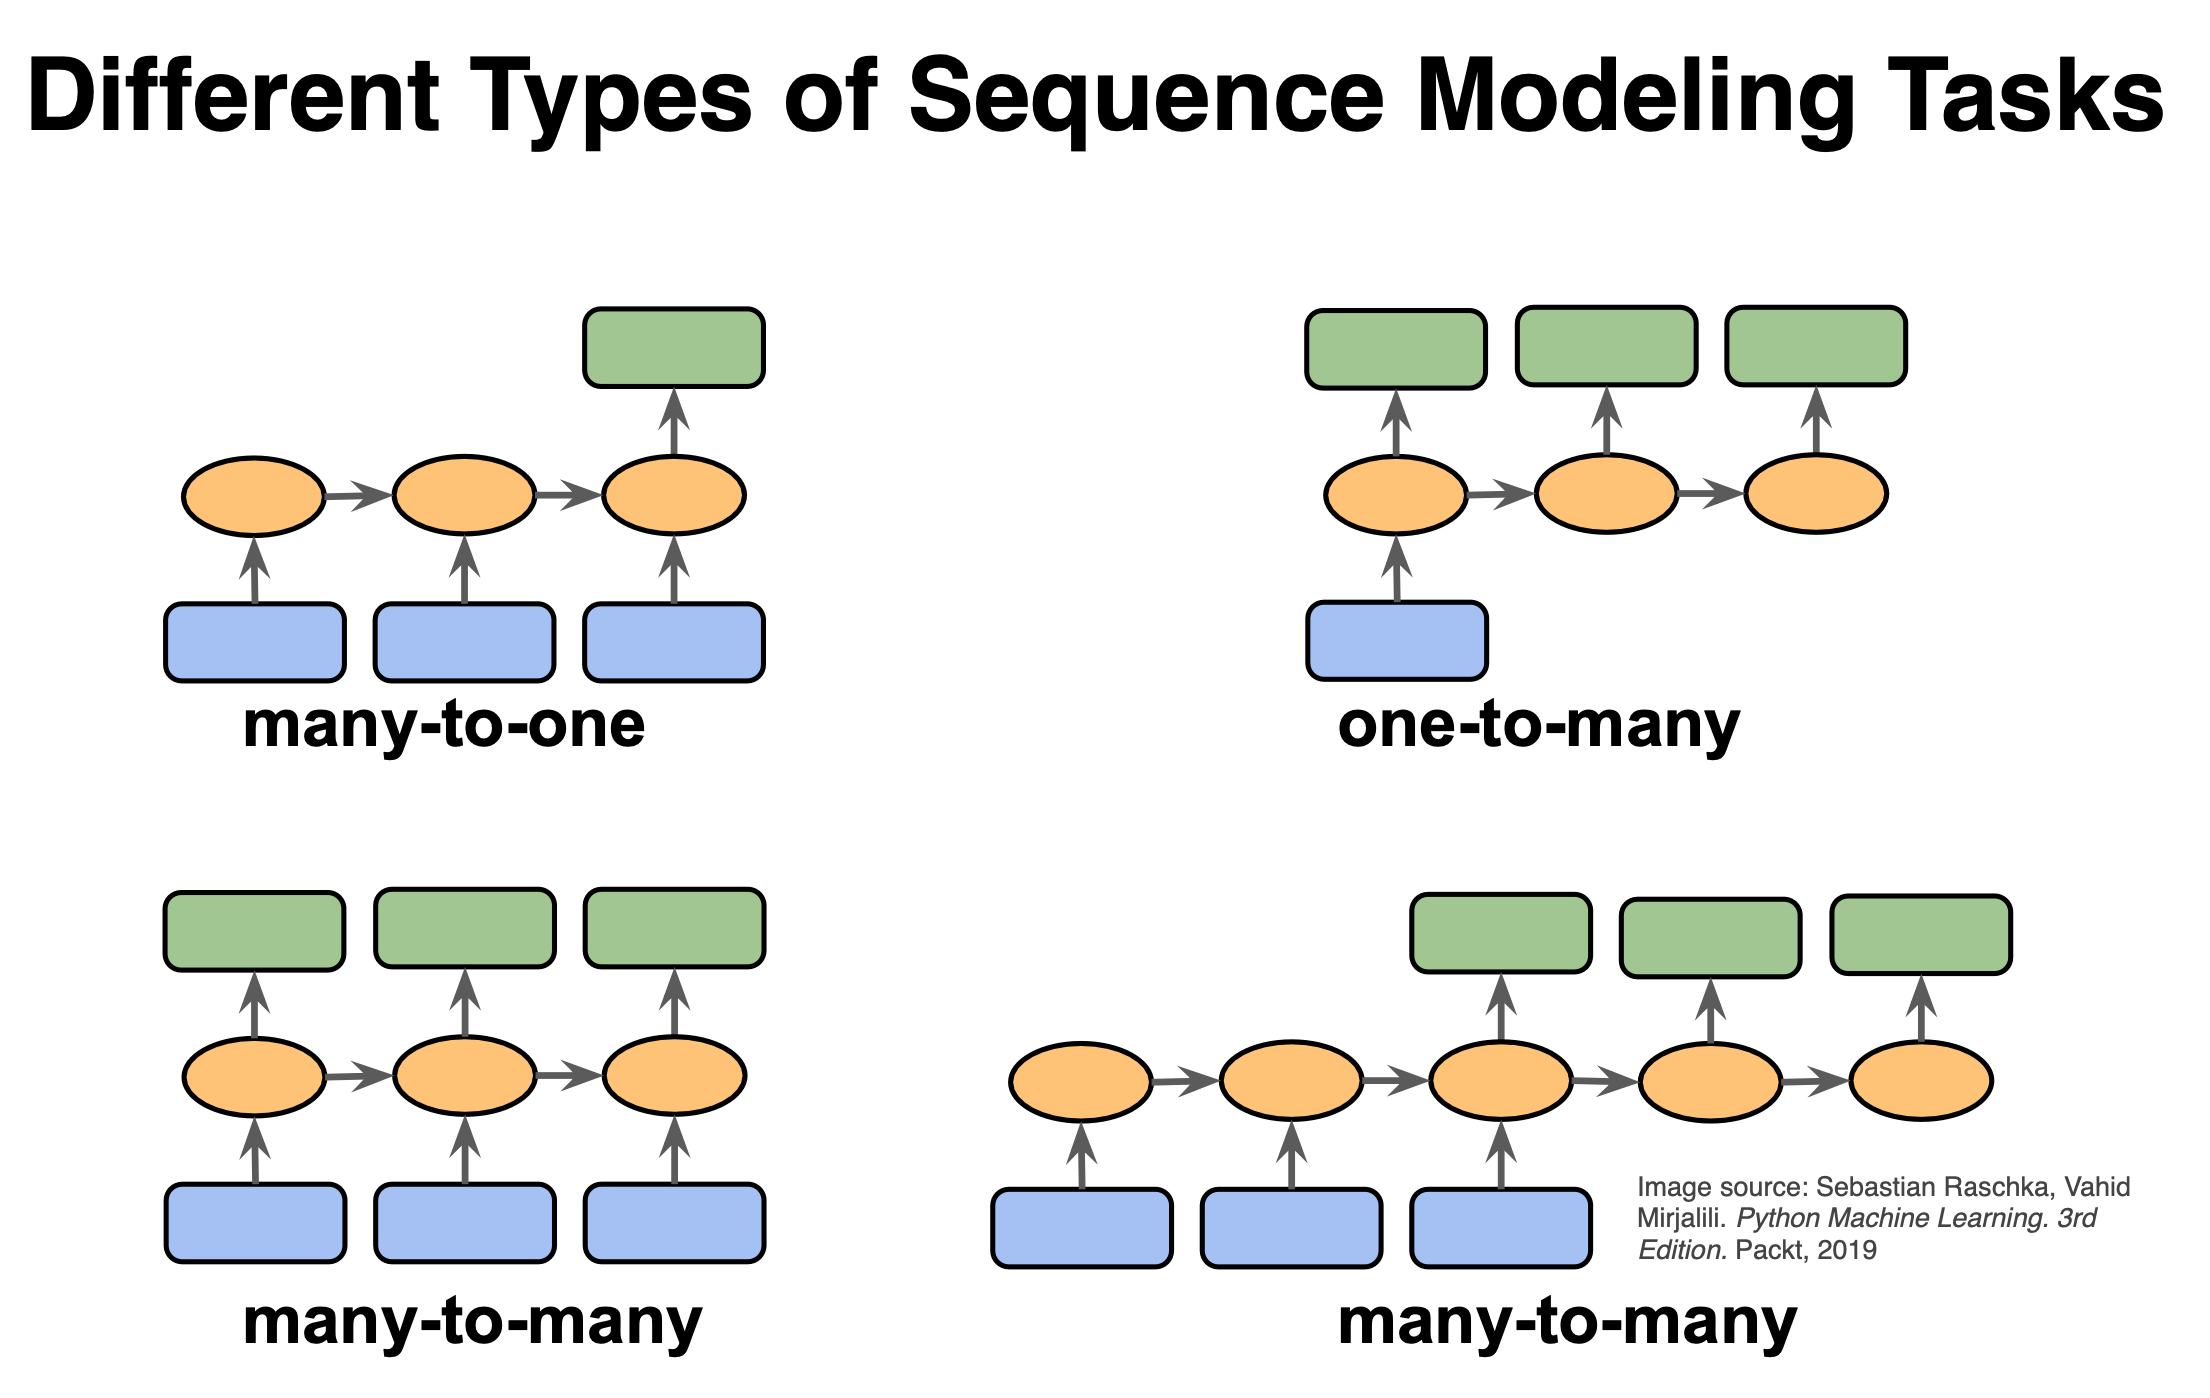 Different Types of Sequence Modeling Tasks
many-to-one
one-to-many
many-to-many
Image source: Sebastian Raschka, Vahid
Mirjalili. Python Machine Learning. 3rd
Edition. Packt, 2019
many-to-many